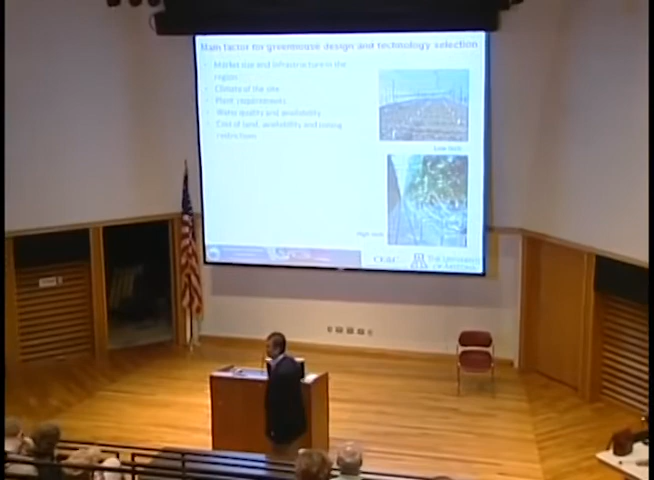 Main factor for greenhouse design and technology selection
Market size and infrastructure in the
region
Climate of the site
Plant requirements
Water quality and availability
Cost of land, availability and zoning
restrictions
Low tech
High tech
THE UNIVERSITY
OF ARIZONA